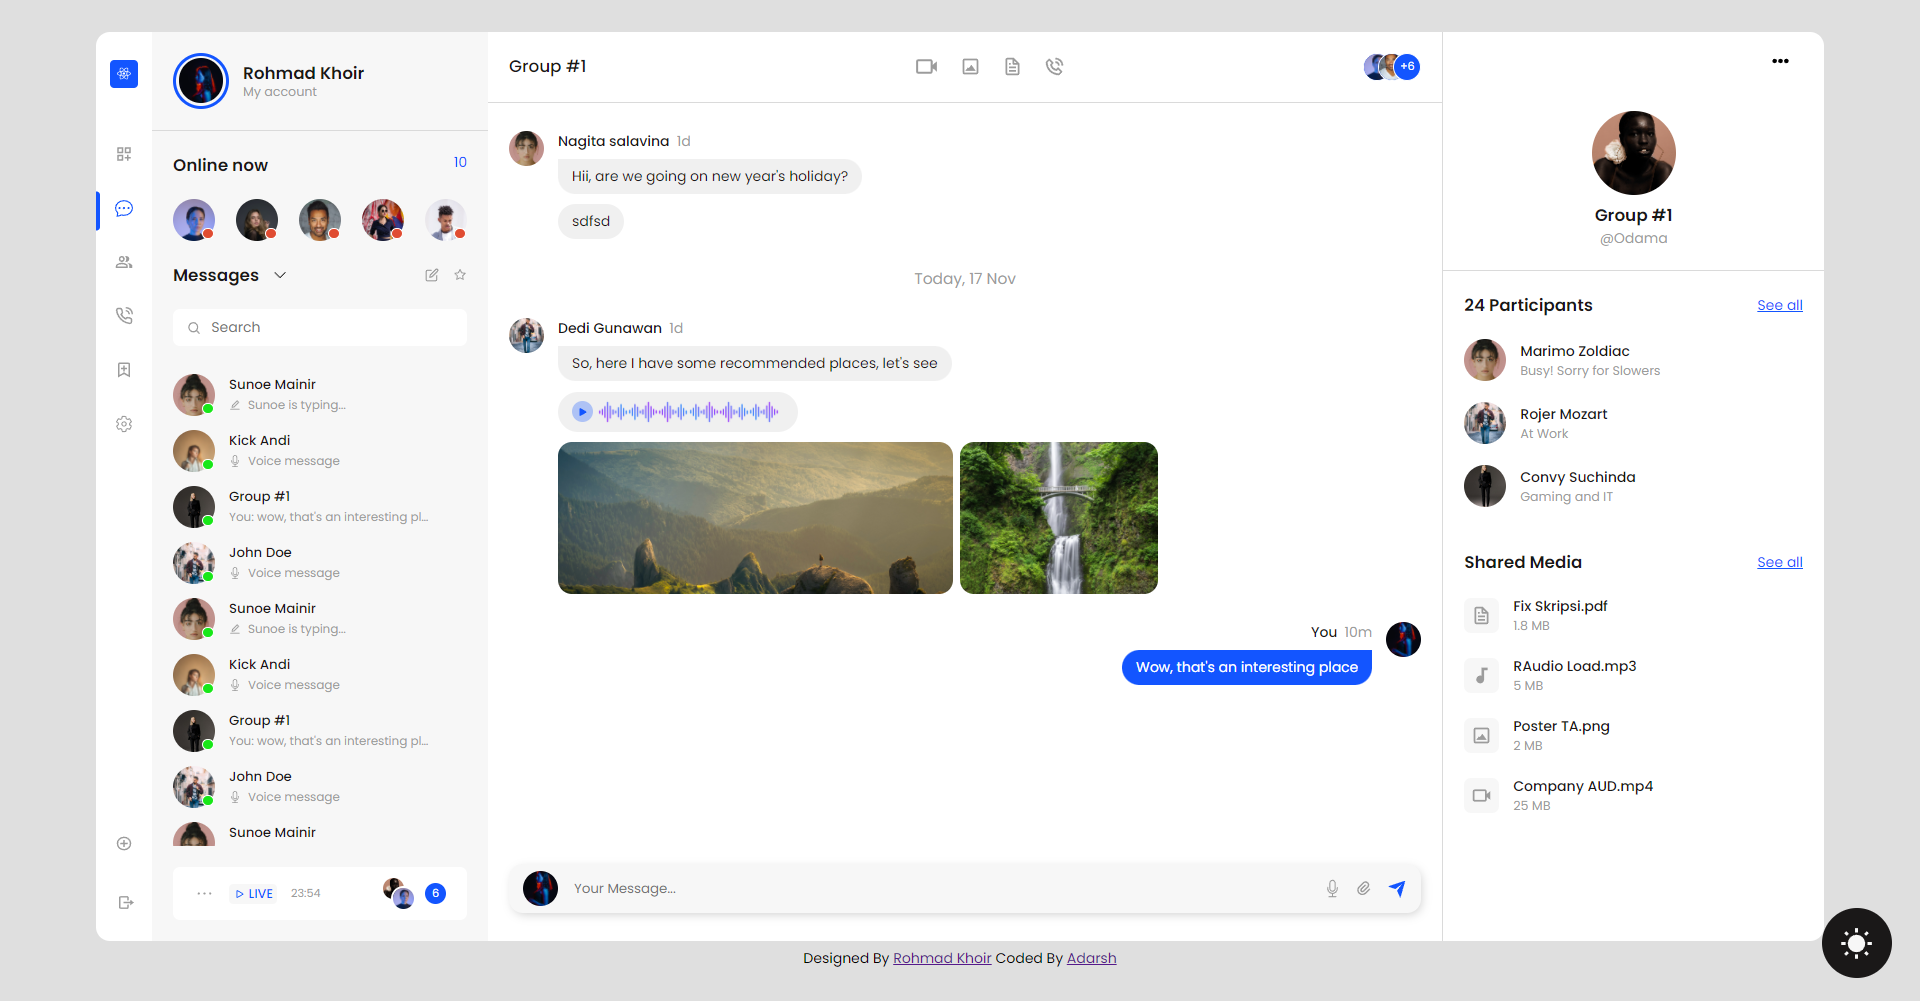 Rohmad Khoir
My account
Online now
10
Messages
Search
Sunoe Mainir
Sunoe is typing...
Kick Andi
Voice message
Group #1
You: wow, that's an interesting pl...
John Doe
Voice message
Sunoe Mainir
Sunoe is typing...
Kick Andi
Voice message
Group #1
You: wow, that's an interesting pl...
John Doe
Voice message
Sunoe Mainir
LIVE 23:54
6
Group #1
+6
Nagita salavina 1d
Hii, are we going on new year's holiday?
sdfsd
Today, 17 Nov
Dedi Gunawan 1d
So, here I have some recommended places, let's see
You 10m
Wow, that's an interesting place
Your Message...
Group #1
@Odama
24 Participants
See all
Marimo Zoldiac
Busy! Sorry for Slowers
Rojer Mozart
At Work
Convy Suchinda
Gaming and IT
Shared Media
See all
Fix Skripsi.pdf
1.8 MB
RAudio Load.mp3
5 MB
Poster TA.png
2 MB
Company AUD.mp4
25 MB
Designed By Rohmad Khoir Coded By Adarsh